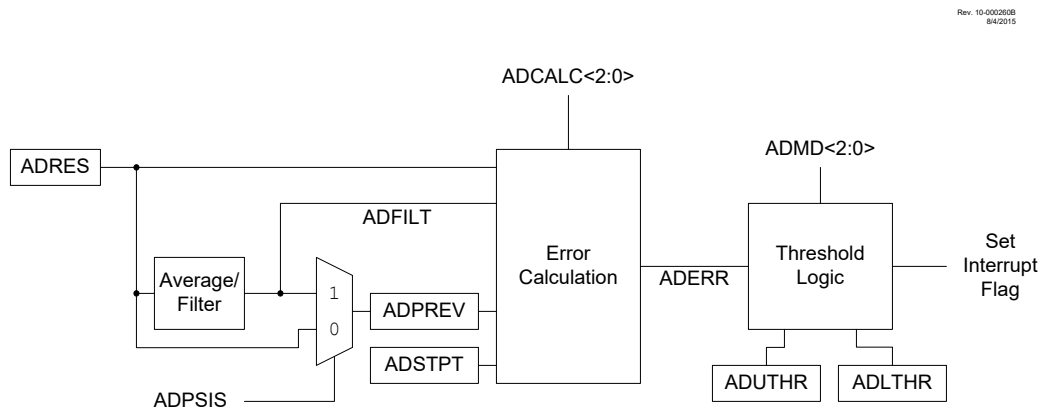 Rev. 10-000260B
8/4/2015
ADCALC<2:0>
ADMD<2:0>
ADRES
ADFILT
Error
Calculation
Threshold
Logic
Set
Interrupt
Flag
ADERR
Average/
Filter
1
0
ADPREV
ADSTPT
ADUTHR
ADLTHR
ADPSIS